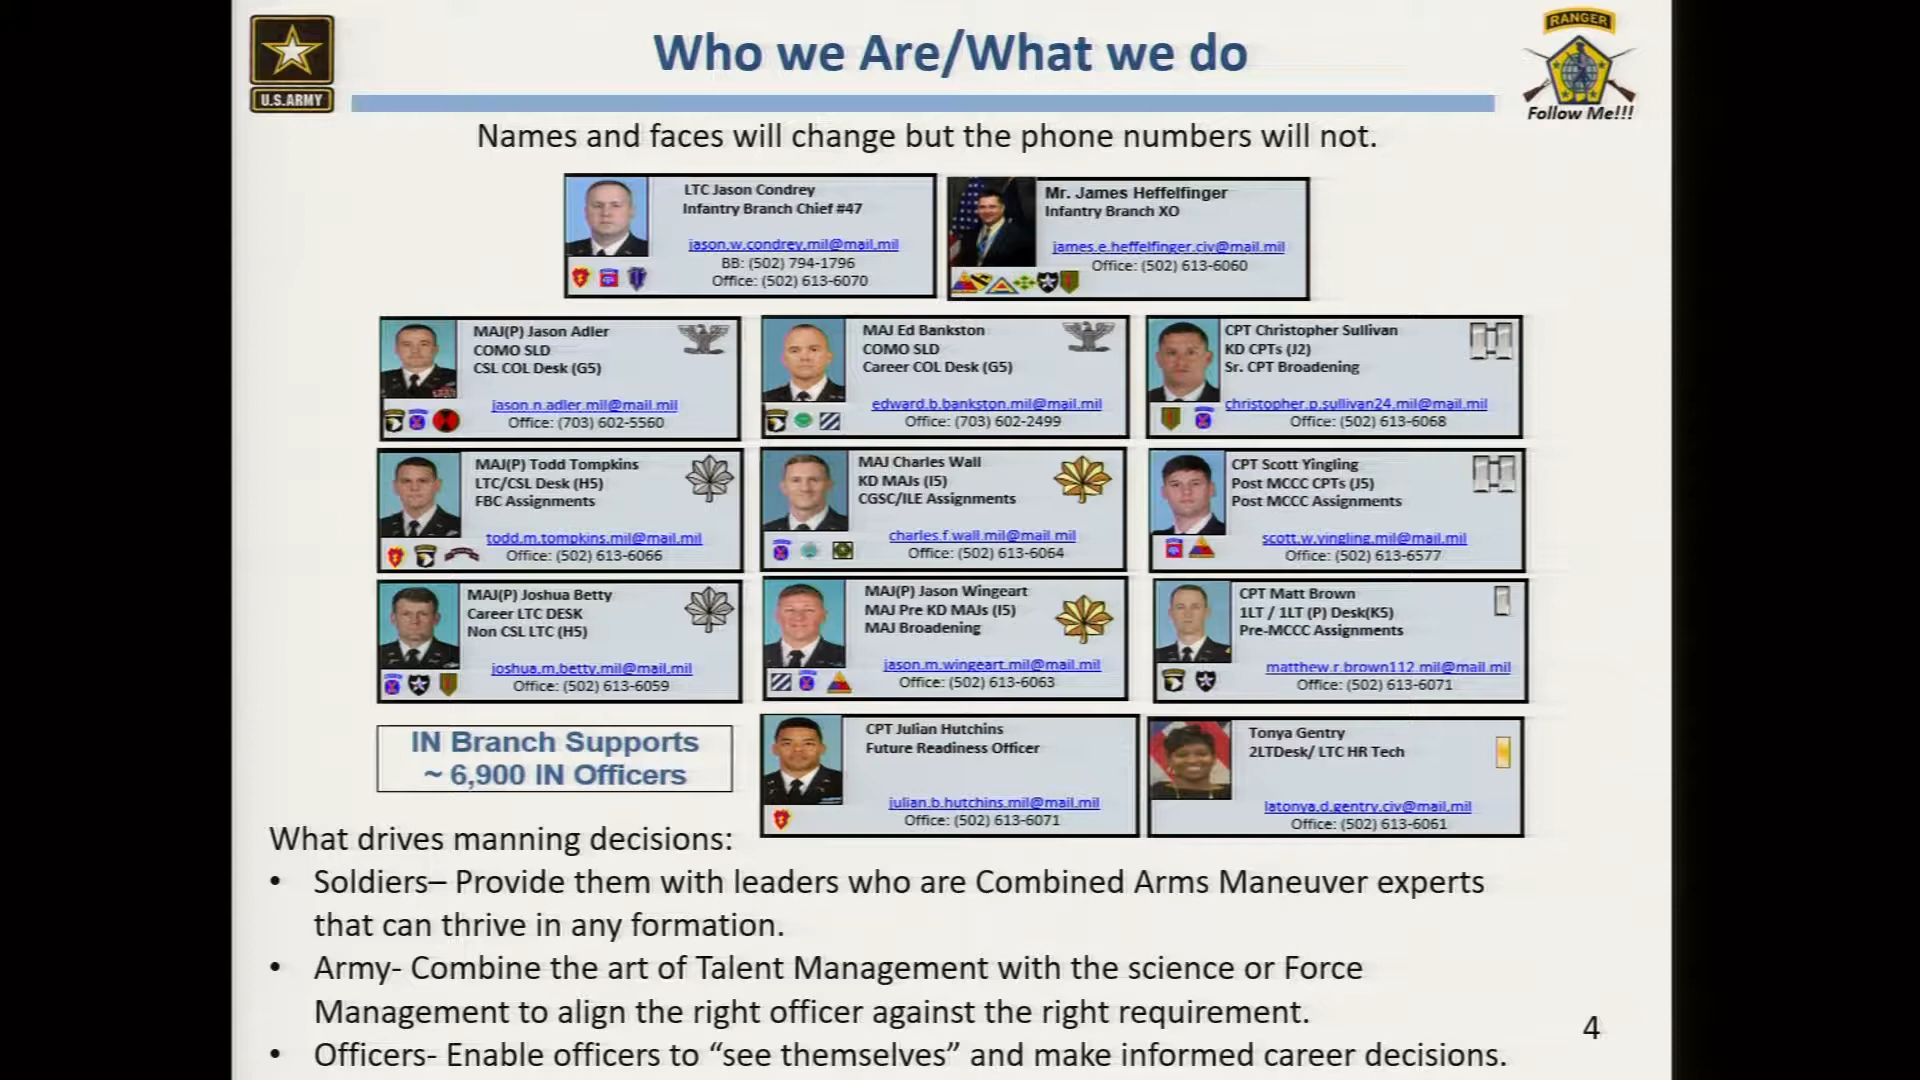 Who we Are/What we do
U.S.ARMY
RANGER
Follow Me!!!
Names and faces will change but the phone numbers will not.
LTC Jason Condrey
Infantry Branch Chief #47
jason.w.condrey.mil@mail.mil
BB: (502) 794-1796
Office: (502) 613-6070
Mr. James Heffelfinger
Infantry Branch XO
james.e.heffelfinger.civ@mail.mil
Office: (502) 613-6060
MAJ(P) Jason Adler
COMO SLD
CSL COL Desk (G5)
jason.n.adler.mil@mail.mil
Office: (703) 602-5560
MAJ Ed Bankston
COMO SLD
Career COL Desk (G5)
edward.b.bankston.mil@mail.mil
Office: (703) 602-2499
CPT Christopher Sullivan
KD CPTs (J2)
Sr. CPT Broadening
christopher.p.sullivan24.mil@mail.mil
Office: (502) 613-6068
MAJ(P) Todd Tompkins
LTC/CSL Desk (H5)
FBC Assignments
todd.m.tompkins.mil@mail.mil
Office: (502) 613-6066
MAJ Charles Wall
KD MAJs (I5)
CGSC/ILE Assignments
charles.f.wall.mil@mail.mil
Office: (502) 613-6064
CPT Scott Yingling
Post MCCC CPTs (J5)
Post MCCC Assignments
scott.w.yingling.mil@mail.mil
Office: (502) 613-6577
MAJ(P) Joshua Betty
Career LTC DESK
Non CSL LTC (H5)
joshua.m.betty.mil@mail.mil
Office: (502) 613-6059
MAJ(P) Jason Wingeart
MAJ Pre KD MAJs (I5)
MAJ Broadening
jason.m.wingeart.mil@mail.mil
Office: (502) 613-6063
CPT Matt Brown
1LT / 1LT (P) Desk(K5)
Pre-MCCC Assignments
matthew.r.brown112.mil@mail.mil
Office: (502) 613-6071
IN Branch Supports
~ 6,900 IN Officers
CPT Julian Hutchins
Future Readiness Officer
julian.b.hutchins.mil@mail.mil
Office: (502) 613-6071
Tonya Gentry
2LTDesk/ LTC HR Tech
latonya.d.gentry.civ@mail.mil
Office: (502) 613-6061
What drives manning decisions:
• Soldiers– Provide them with leaders who are Combined Arms Maneuver experts
that can thrive in any formation.
• Army- Combine the art of Talent Management with the science or Force
Management to align the right officer against the right requirement.
• Officers- Enable officers to “see themselves” and make informed career decisions.
4